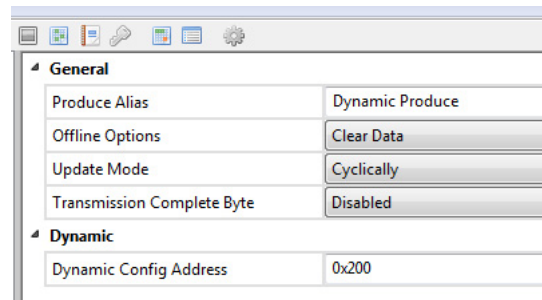 General
Produce Alias Dynamic Produce
Offline Options Clear Data
Update Mode Cyclically
Transmission Complete Byte Disabled
Dynamic
Dynamic Config Address 0x200